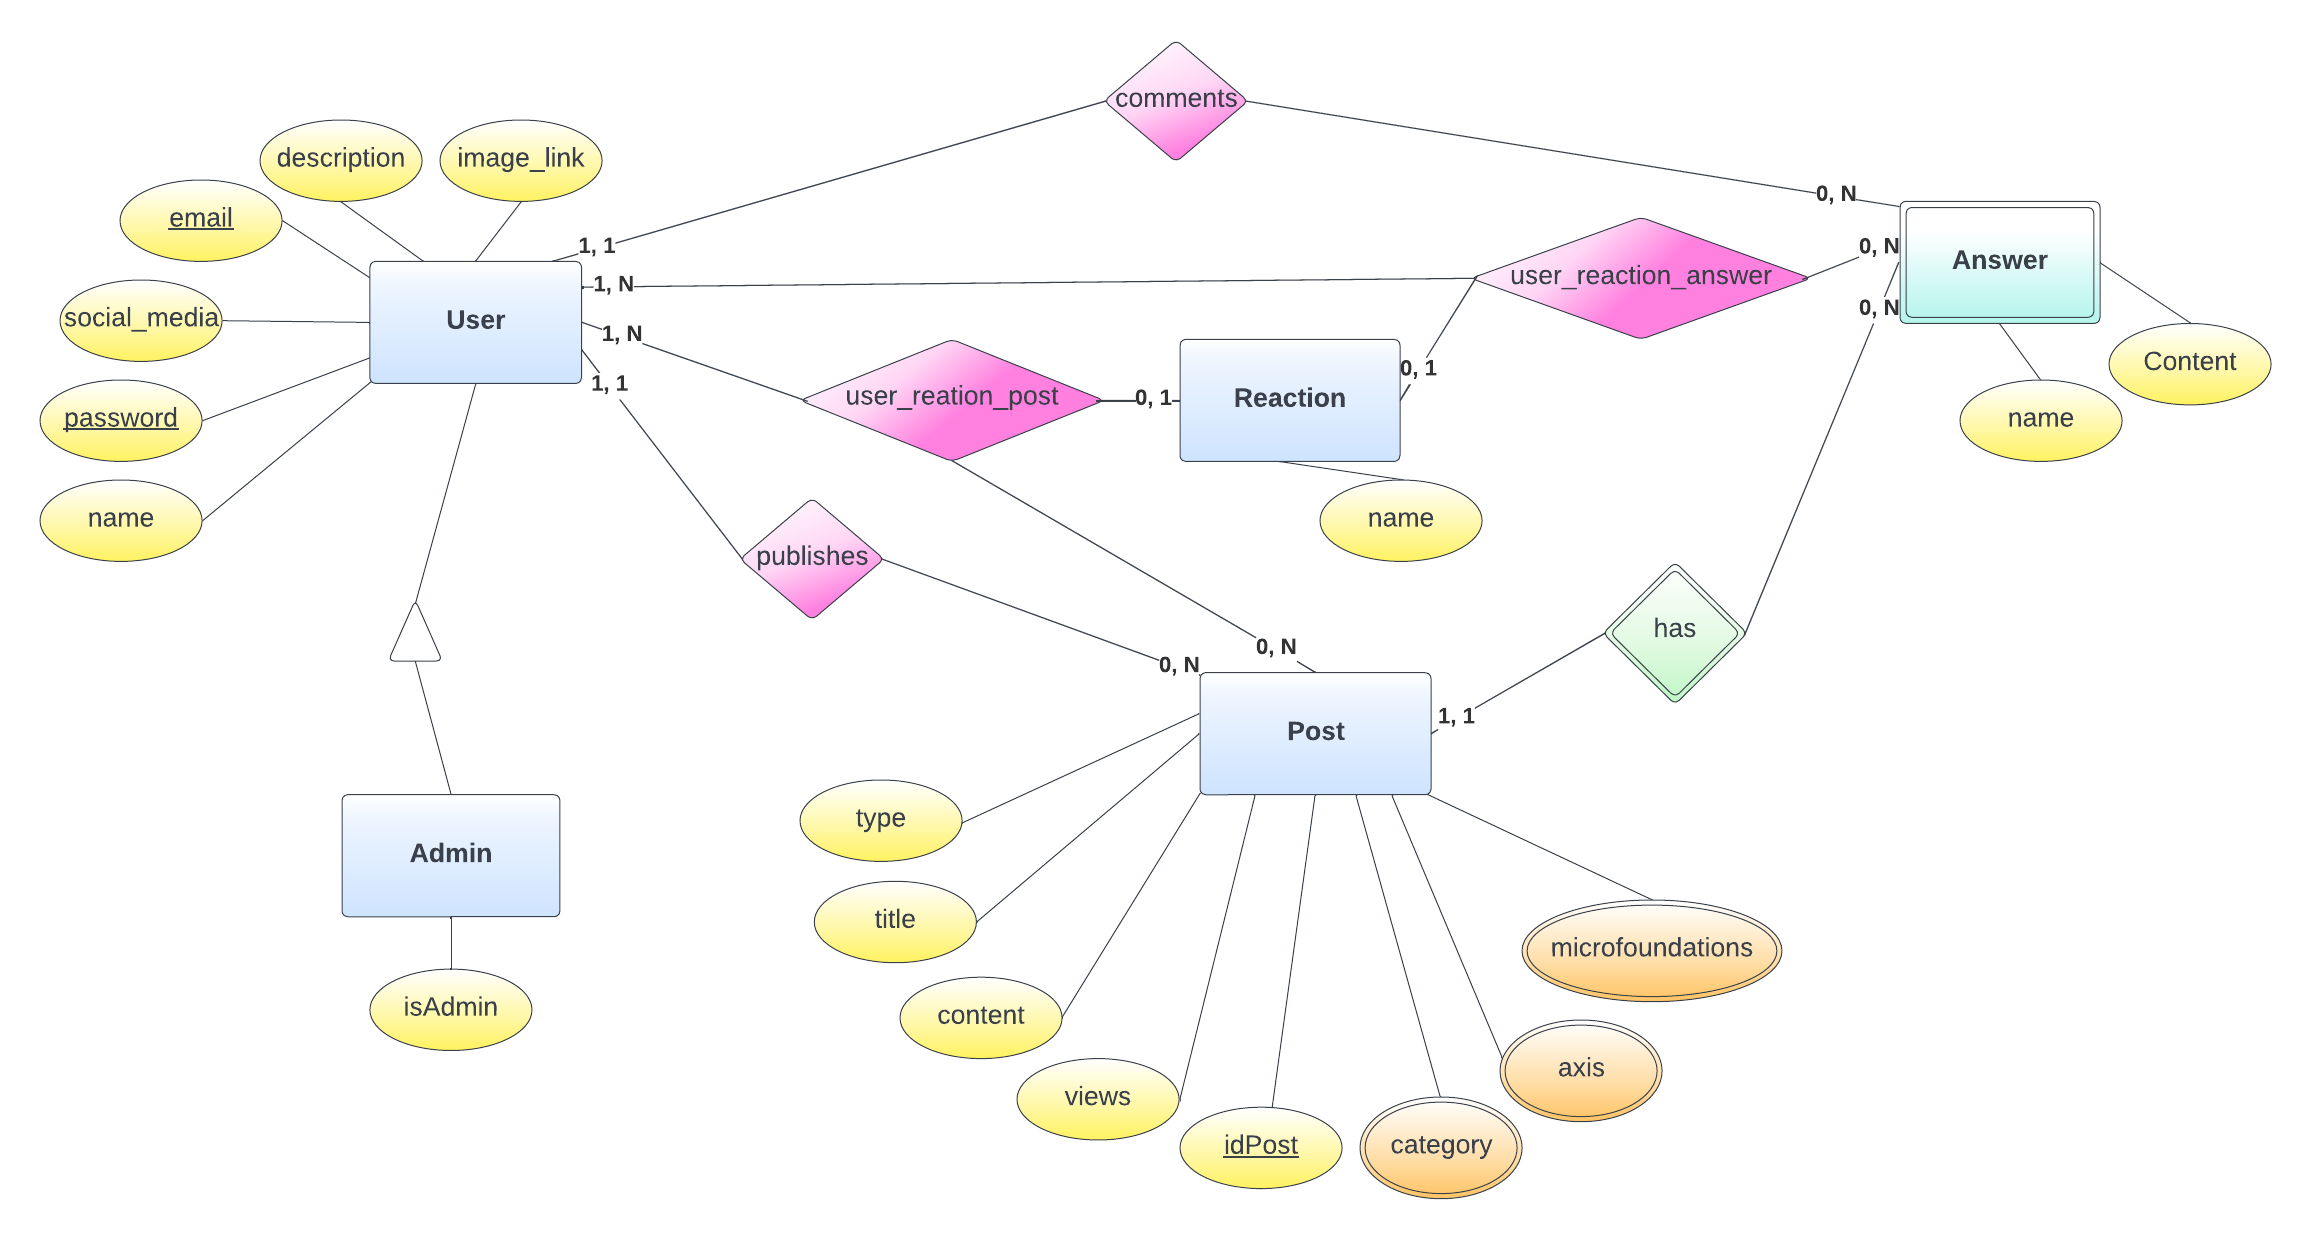 comments
description
image_link
email
0, N
1, 1
0, N
Answer
user_reaction_answer
1, N
social_media
User
0, N
1, N
Content
0, 1
1, 1
user_reation_post
0, 1
Reaction
password
name
name
name
publishes
has
0, N
0, N
1, 1
Post
type
Admin
title
microfoundations
isAdmin
content
axis
views
idPost
category